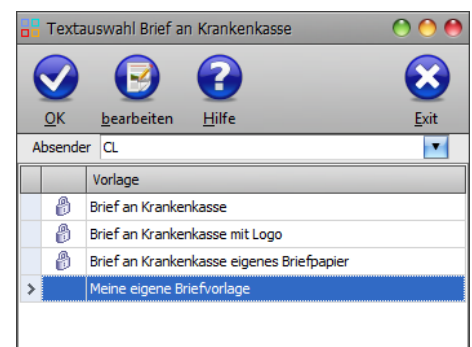 Textauswahl Brief an Krankenkasse
OK bearbeiten Hilfe Exit
Absender CL
Vorlage
Brief an Krankenkasse
Brief an Krankenkasse mit Logo
Brief an Krankenkasse eigenes Briefpapier
Meine eigene Briefvorlage